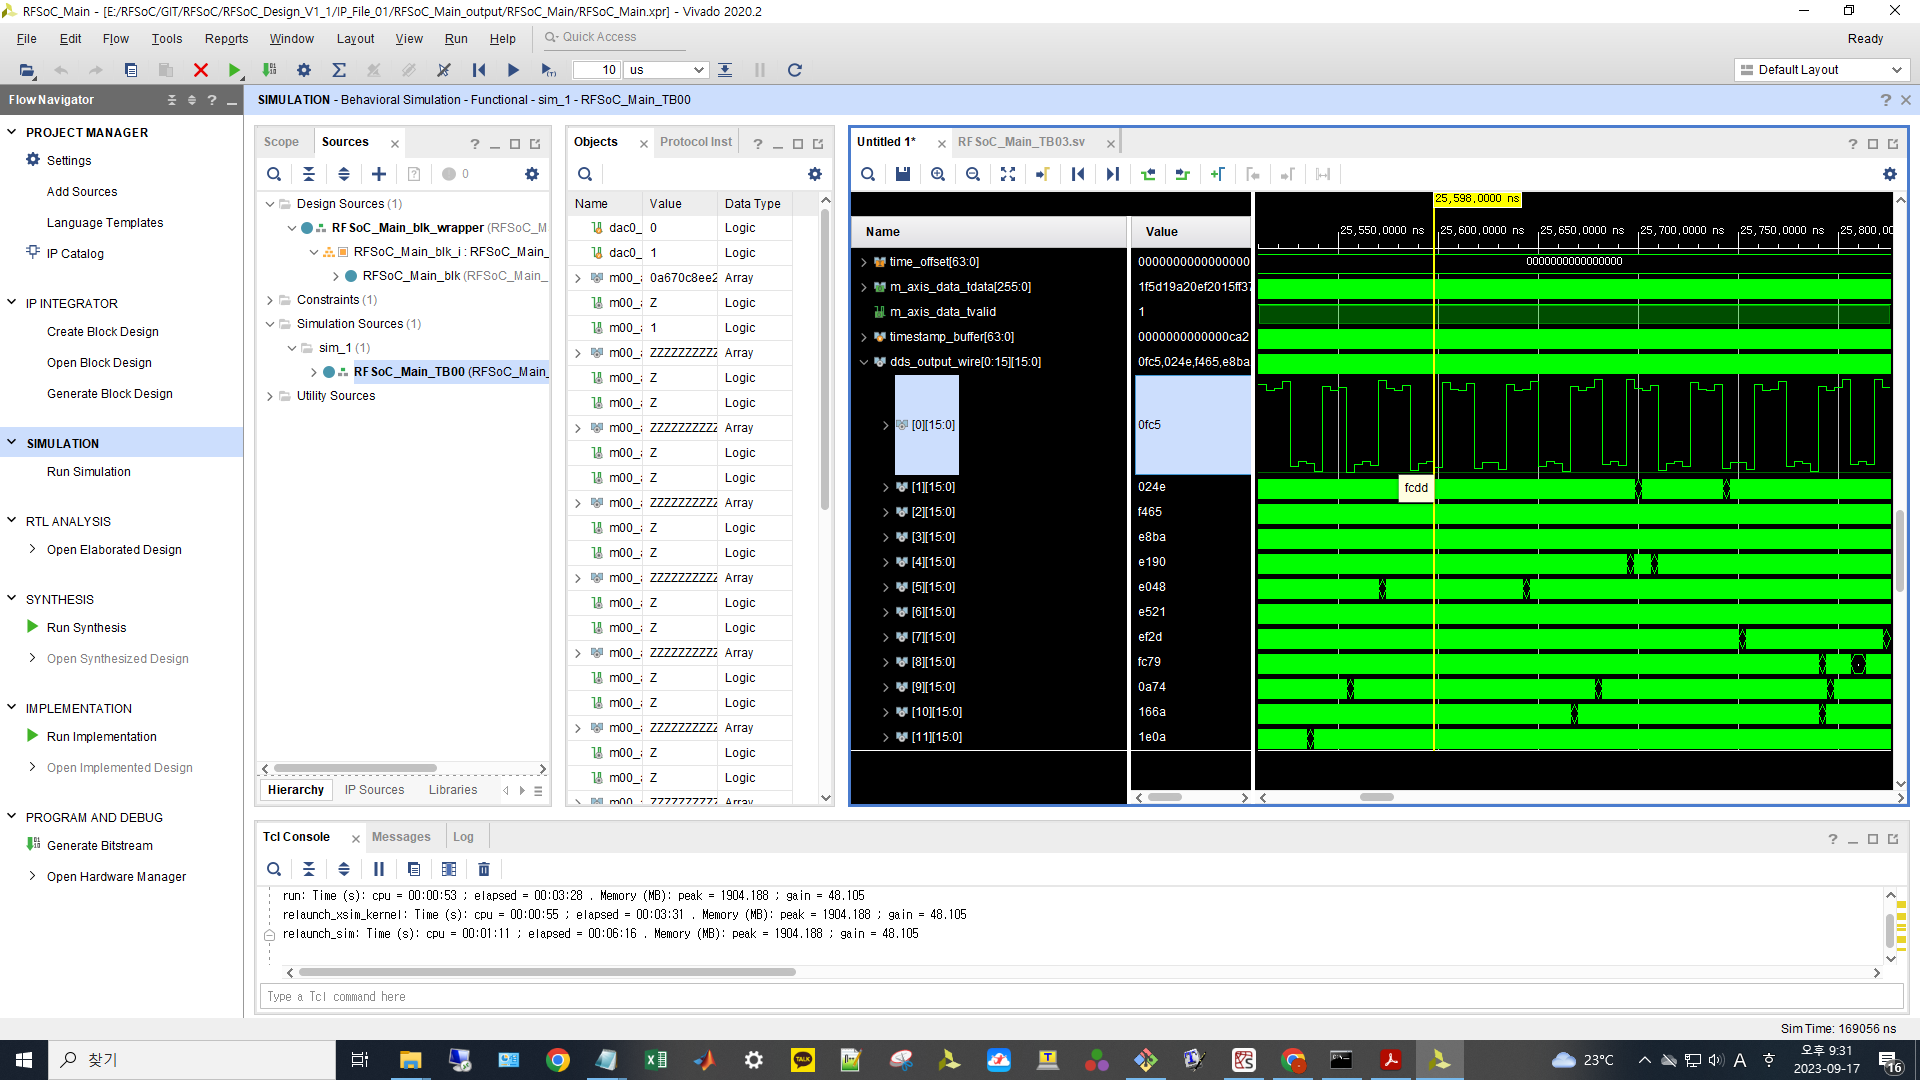 RFSoC_Main - [E:/RFSoC/GIT/RFSoC/RFSoC_Design_V1_1/IP_File_01/RFSoC_Main_output/RFSoC_Main/RFSoC_Main.xpr] - Vivado 2020.2
File Edit Flow Tools Reports Window Layout View Run Help Quick Access Ready
10 us Default Layout
Flow Navigator
SIMULATION - Behavioral Simulation - Functional - sim_1 - RFSoC_Main_TB00
PROJECT MANAGER
Settings
Add Sources
Language Templates
IP Catalog
IP INTEGRATOR
Create Block Design
Open Block Design
Generate Block Design
SIMULATION
Run Simulation
RTL ANALYSIS
Open Elaborated Design
SYNTHESIS
Run Synthesis
Open Synthesized Design
IMPLEMENTATION
Run Implementation
Open Implemented Design
PROGRAM AND DEBUG
Generate Bitstream
Open Hardware Manager
Scope Sources
0
Design Sources (1)
RFSoC_Main_blk_wrapper (RFSoC_M
RFSoC_Main_blk_i : RFSoC_Main_
RFSoC_Main_blk (RFSoC_Main_
Constraints (1)
Simulation Sources (1)
sim_1 (1)
RFSoC_Main_TB00 (RFSoC_Main_
Utility Sources
Hierarchy IP Sources Libraries
Objects Protocol Inst
Name Value Data Type
dac0_ 0 Logic
dac0_ 1 Logic
m00_ 0a670c8ee2 Array
m00_ Z Logic
m00_ 1 Logic
m00_ ZZZZZZZZZZ Array
m00_ Z Logic
m00_ Z Logic
m00_ ZZZZZZZZZZ Array
m00_ Z Logic
m00_ Z Logic
m00_ ZZZZZZZZZZ Array
m00_ Z Logic
m00_ Z Logic
m00_ ZZZZZZZZZZ Array
m00_ Z Logic
m00_ Z Logic
m00_ ZZZZZZZZZZ Array
m00_ Z Logic
m00_ Z Logic
m00_ ZZZZZZZZZZ Array
m00_ Z Logic
m00_ Z Logic
m00_ ZZZZZZZZZZ Array
Untitled 1* RFSoC_Main_TB03.sv
25,598.0000 ns
25,550.0000 ns 25,600.0000 ns 25,650.0000 ns 25,700.0000 ns 25,750.0000 ns 25,800.00
Name Value
time_offset[63:0] 0000000000000000 0000000000000000
m_axis_data_tdata[255:0] 1f5d19a20ef2015ff37
m_axis_data_tvalid 1
timestamp_buffer[63:0] 0000000000000ca2
dds_output_wire[0:15][15:0] 0fc5,024e,f465,e8ba
[0][15:0] 0fc5
[1][15:0] 024e
fcdd
[2][15:0] f465
[3][15:0] e8ba
[4][15:0] e190
[5][15:0] e048
[6][15:0] e521
[7][15:0] ef2d
[8][15:0] fc79
[9][15:0] 0a74
[10][15:0] 166a
[11][15:0] 1e0a
Tcl Console Messages Log
run: Time (s): cpu = 00:00:53 ; elapsed = 00:03:28 . Memory (MB): peak = 1904.188 ; gain = 48.105
relaunch_xsim_kernel: Time (s): cpu = 00:00:55 ; elapsed = 00:03:31 . Memory (MB): peak = 1904.188 ; gain = 48.105
relaunch_sim: Time (s): cpu = 00:01:11 ; elapsed = 00:06:16 . Memory (MB): peak = 1904.188 ; gain = 48.105
Type a Tcl command here
Sim Time: 169056 ns
찾기
TALK
23°C
A
오후 9:31
2023-09-17
16